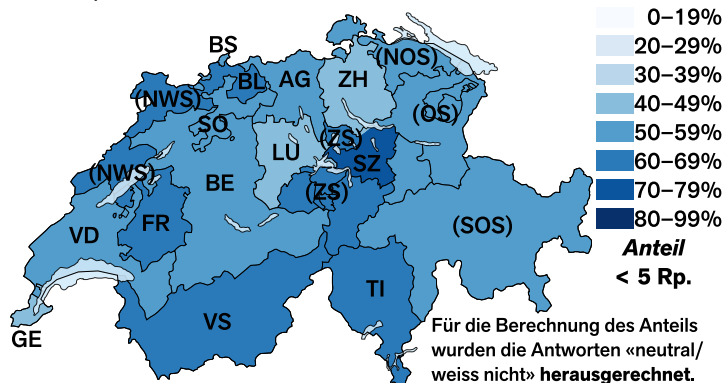 0–19%
20–29%
30–39%
40–49%
50–59%
60–69%
70–79%
80–99%
Anteil
< 5 Rp.
BS
(NOS)
BL
AG
ZH
(NWS)
(OS)
SO
(ZS)
LU
SZ
(NWS)
BE
(ZS)
FR
VD
(SOS)
TI
VS
GE
Für die Berechnung des Anteils
wurden die Antworten «neutral/
weiss nicht» herausgerechnet.